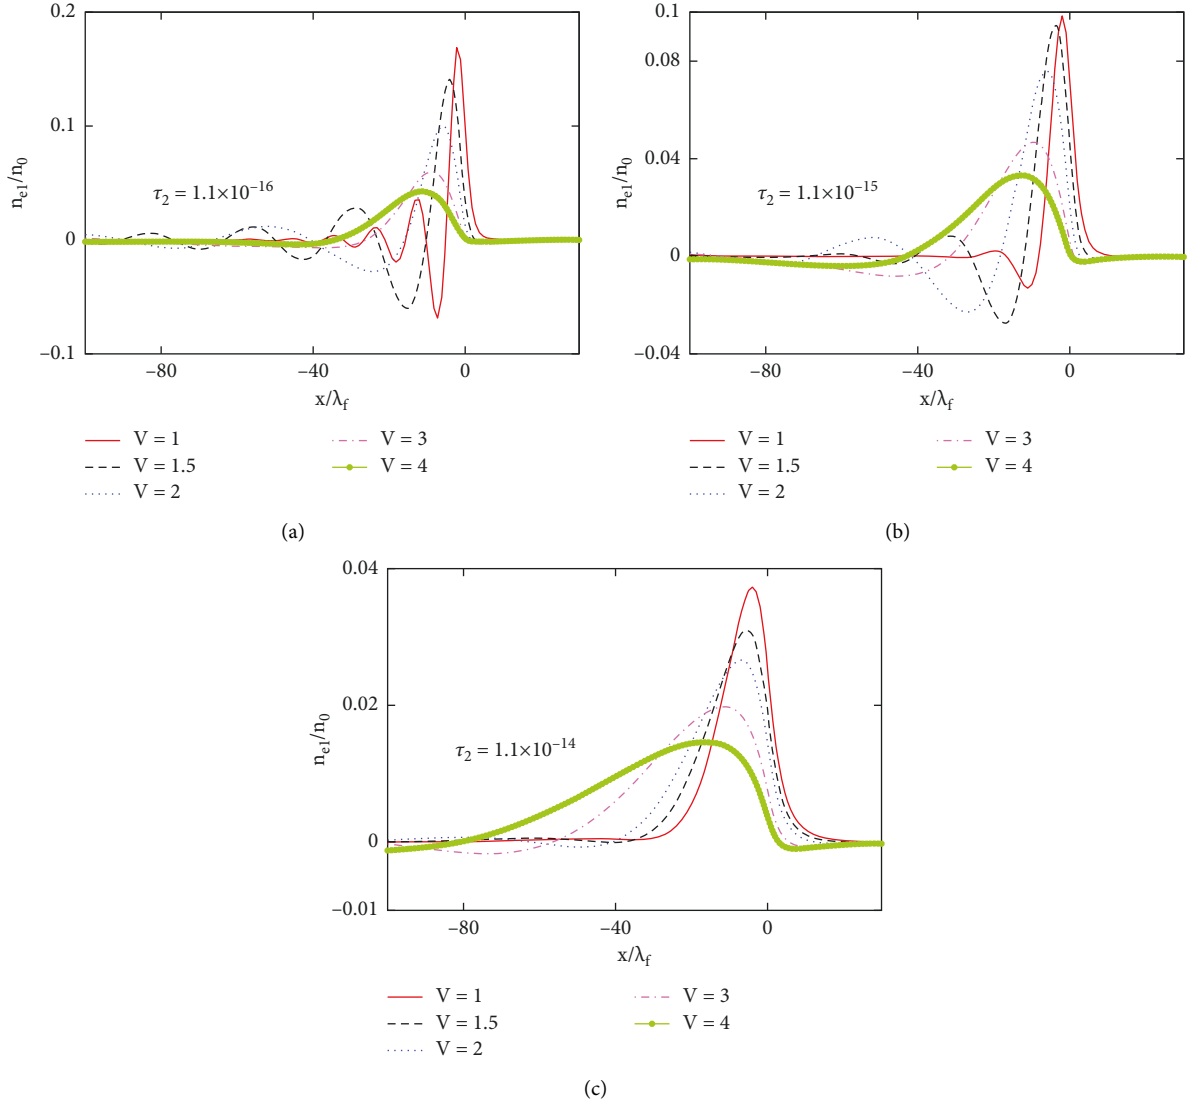 0.2
0.1
0
−0.1
n_e1/n_0
τ_2 = 1.1×10^−16
−80
−40
0
x/λ_f
V = 1
V = 1.5
V = 2
V = 3
V = 4
(a)
0.1
0.08
0.04
0
−0.04
n_e1/n_0
τ_2 = 1.1×10^−15
−80
−40
0
x/λ_f
V = 1
V = 1.5
V = 2
V = 3
V = 4
(b)
0.04
0.02
0
−0.01
n_e1/n_0
τ_2 = 1.1×10^−14
−80
−40
0
x/λ_f
V = 1
V = 1.5
V = 2
V = 3
V = 4
(c)